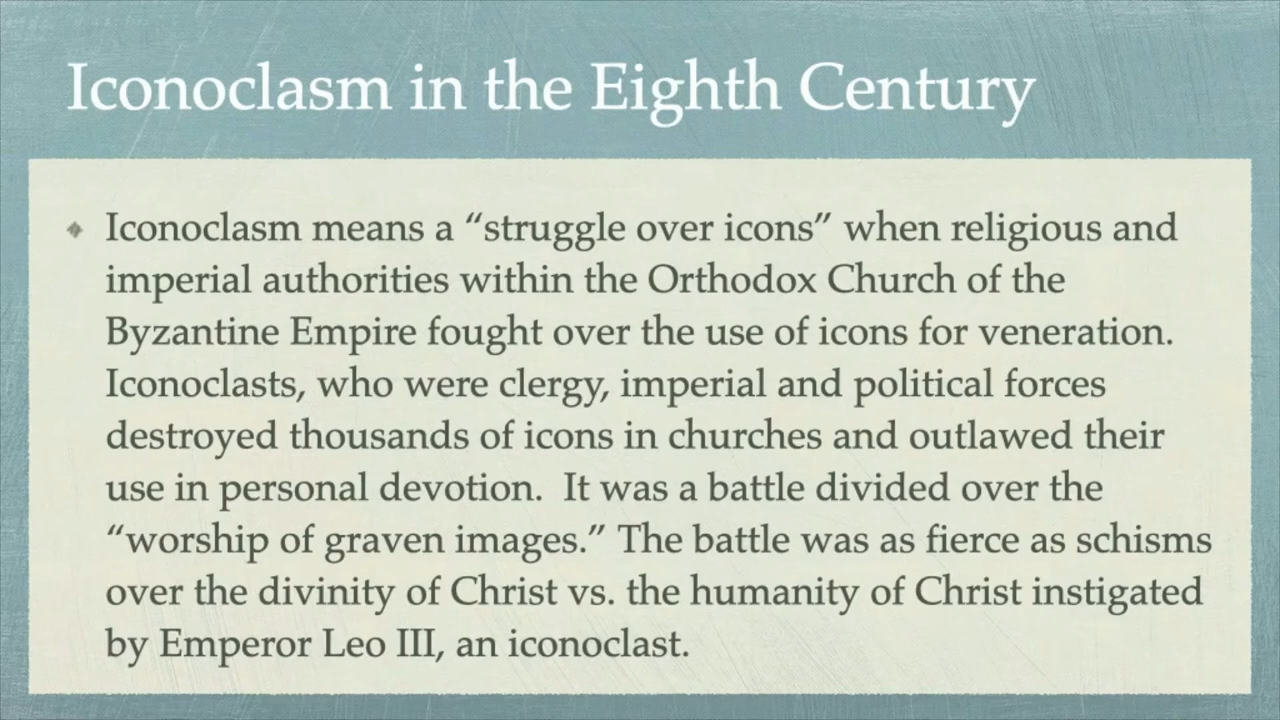 Iconoclasm in the Eighth Century
Iconoclasm means a “struggle over icons” when religious and
imperial authorities within the Orthodox Church of the
Byzantine Empire fought over the use of icons for veneration.
Iconoclasts, who were clergy, imperial and political forces
destroyed thousands of icons in churches and outlawed their
use in personal devotion.  It was a battle divided over the
“worship of graven images.” The battle was as fierce as schisms
over the divinity of Christ vs. the humanity of Christ instigated
by Emperor Leo III, an iconoclast.